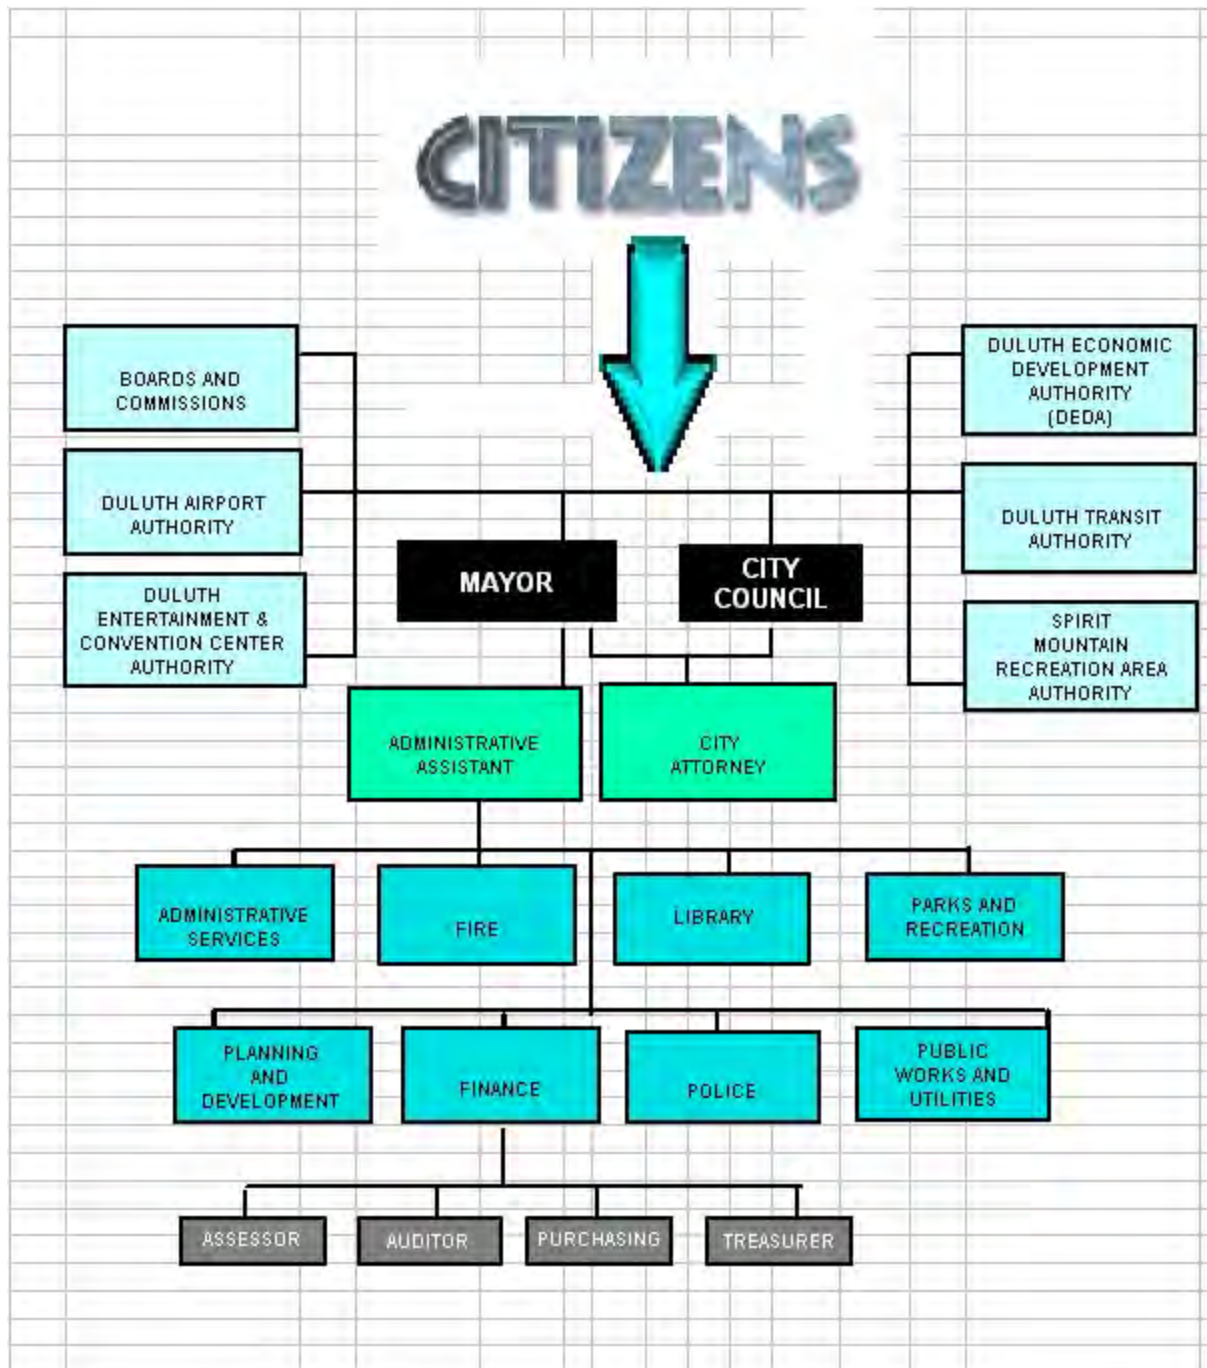 CITIZENS
BOARDS AND
COMMISSIONS
DULUTH AIRPORT
AUTHORITY
DULUTH
ENTERTAINMENT &
CONVENTION CENTER
AUTHORITY
DULUTH ECONOMIC
DEVELOPMENT
AUTHORITY
(DEDA)
DULUTH TRANSIT
AUTHORITY
SPIRIT
MOUNTAIN
RECREATION AREA
AUTHORITY
MAYOR
CITY
COUNCIL
ADMINISTRATIVE
ASSISTANT
CITY
ATTORNEY
ADMINISTRATIVE
SERVICES
FIRE
LIBRARY
PARKS AND
RECREATION
PLANNING
AND
DEVELOPMENT
FINANCE
POLICE
PUBLIC
WORKS AND
UTILITIES
ASSESSOR
AUDITOR
PURCHASING
TREASURER